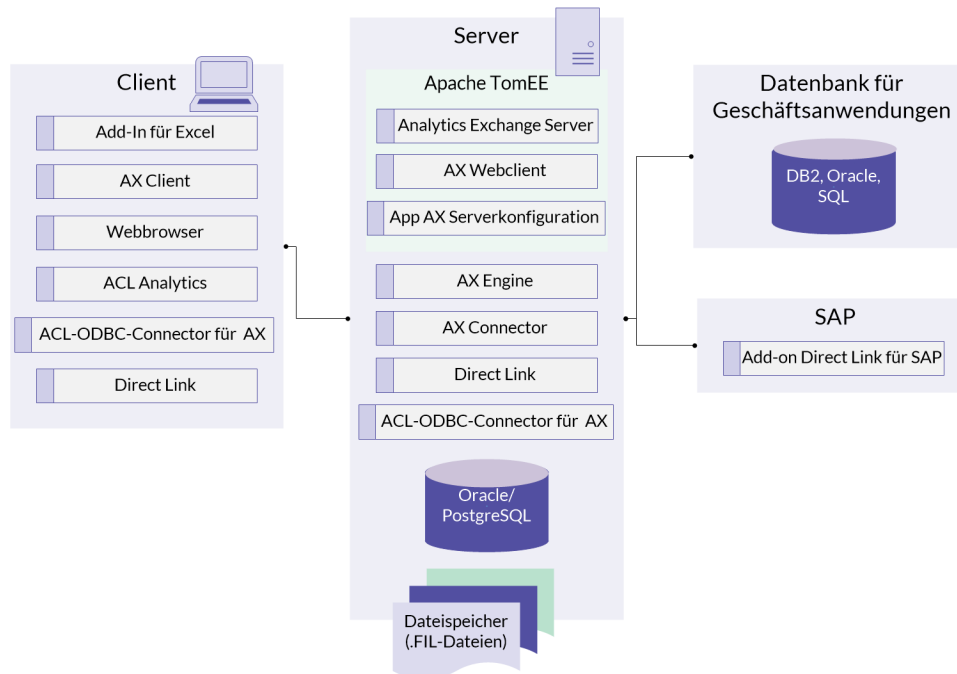 Client
Add-In für Excel
AX Client
Webbrowser
ACL Analytics
ACL-ODBC-Connector für AX
Direct Link
Server
Apache TomEE
Analytics Exchange Server
AX Webclient
App AX Serverkonfiguration
AX Engine
AX Connector
Direct Link
ACL-ODBC-Connector für AX
Oracle/
PostgreSQL
Dateispeicher
(.FIL-Dateien)
Datenbank für
Geschäftsanwendungen
DB2, Oracle,
SQL
SAP
Add-on Direct Link für SAP